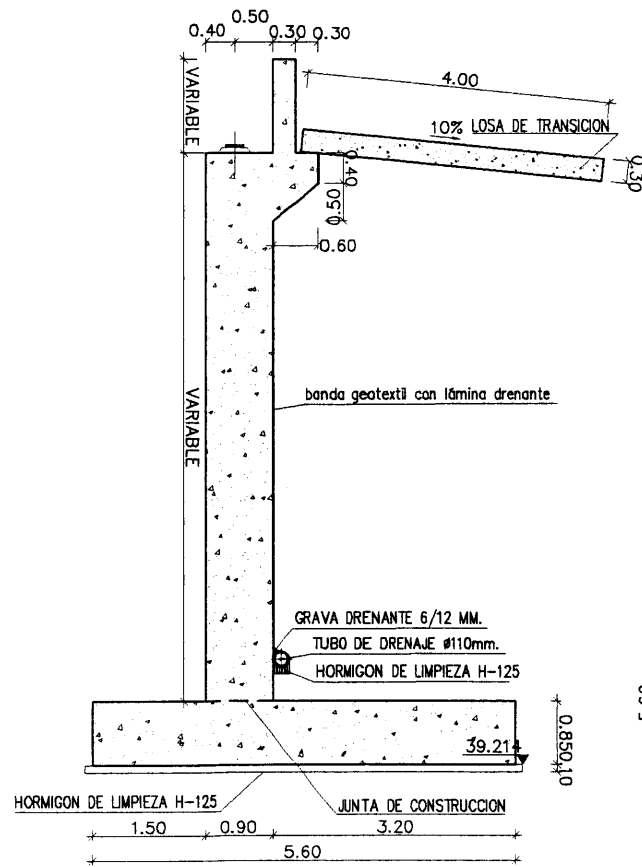 0.50
0.40 0.30 0.30
VARIABLE
4.00
10% LOSA DE TRANSICION
0.30
0.40
0.50
0.60
VARIABLE
banda geotextil con lámina drenante
GRAVA DRENANTE 6/12 MM.
TUBO DE DRENAJE ø110mm.
HORMIGON DE LIMPIEZA H-125
39.214
0.85
0.10
HORMIGON DE LIMPIEZA H-125
JUNTA DE CONSTRUCCION
1.50 0.90 3.20
5.60